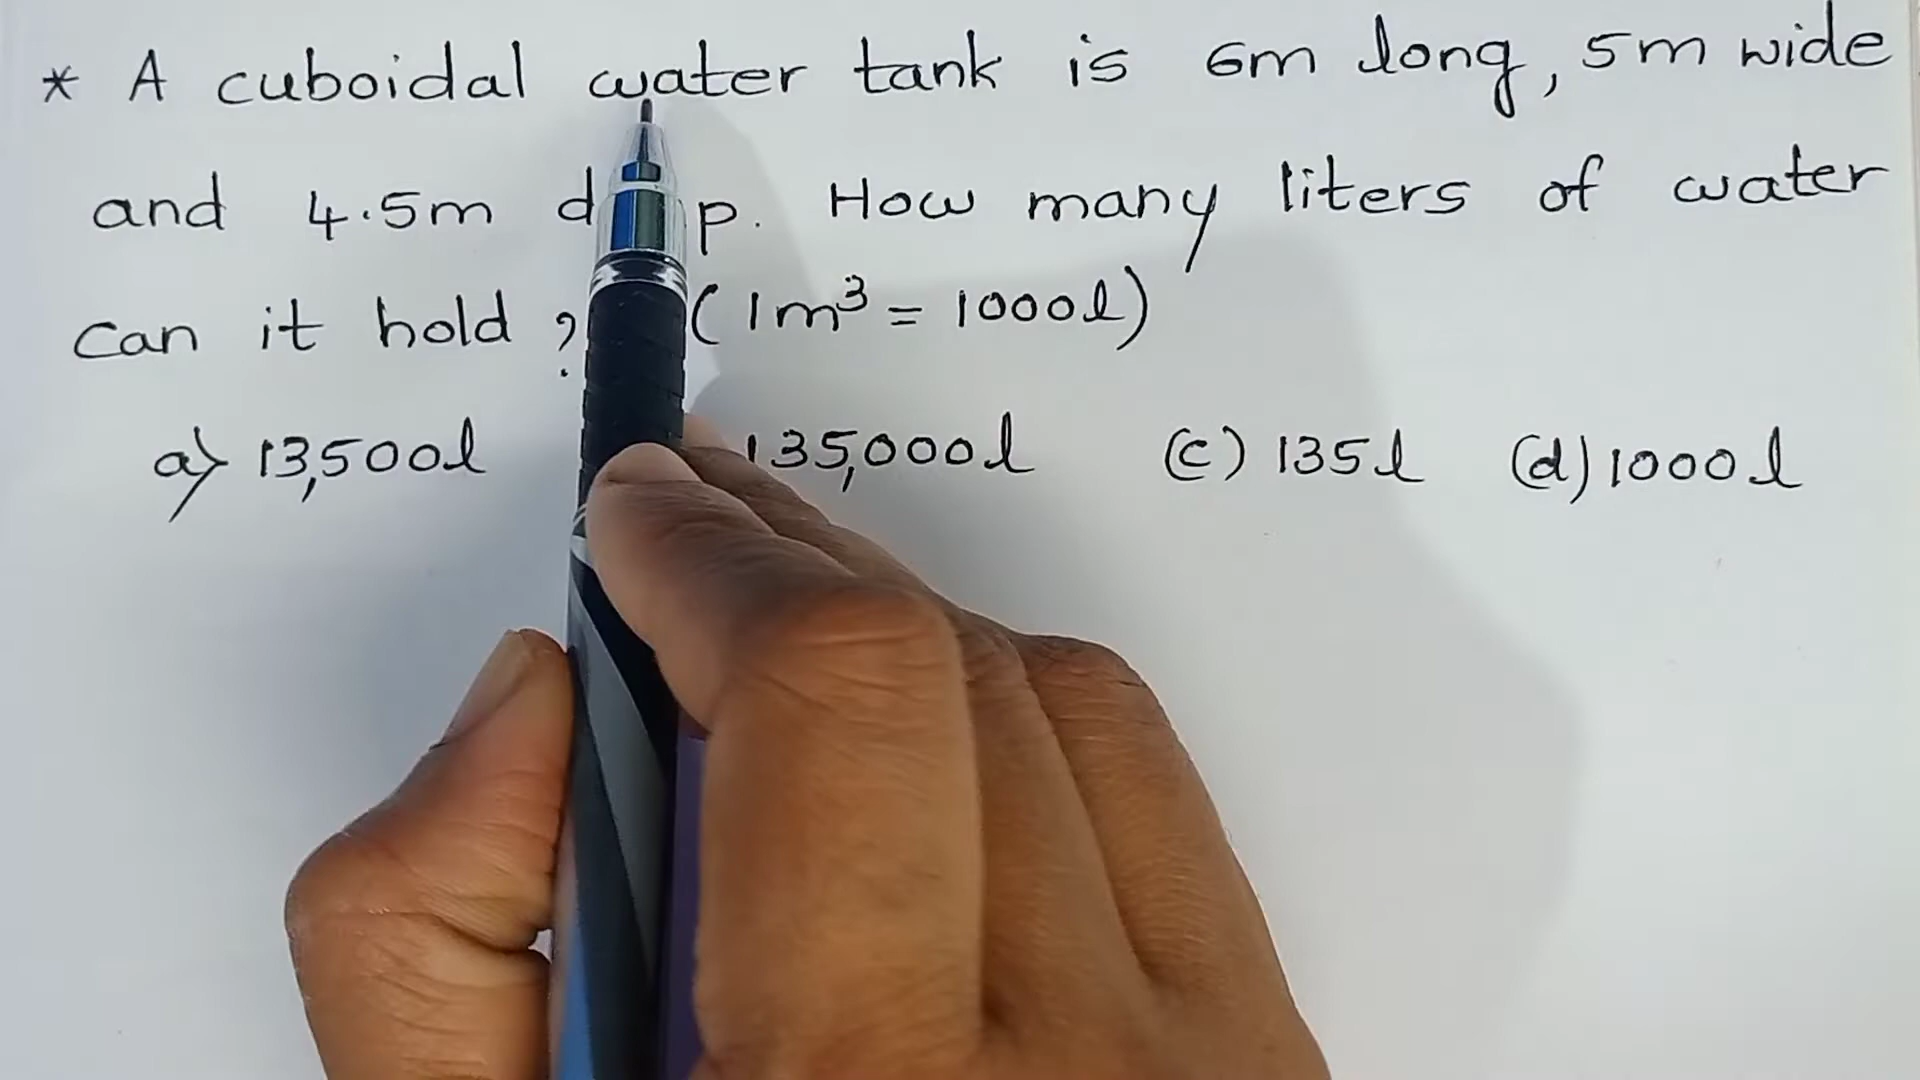 * A cuboidal water tank is 6m long, 5m wide
and 4.5m d p. How many liters of water
can it hold ? (1m³ = 1000l)
a) 13,500l 135,000l (c) 135l (d) 1000l